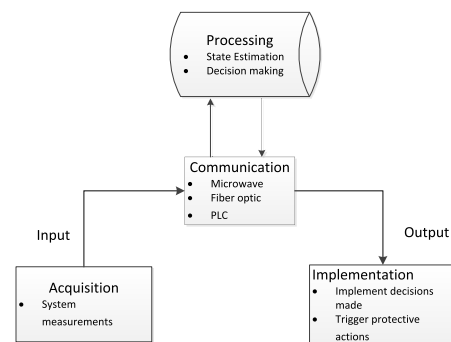 Processing
• State Estimation
• Decision making
Communication
• Microwave
• Fiber optic
• PLC
Input
Output
Acquisition
• System
measurements
Implementation
• Implement decisions
made
• Trigger protective
actions